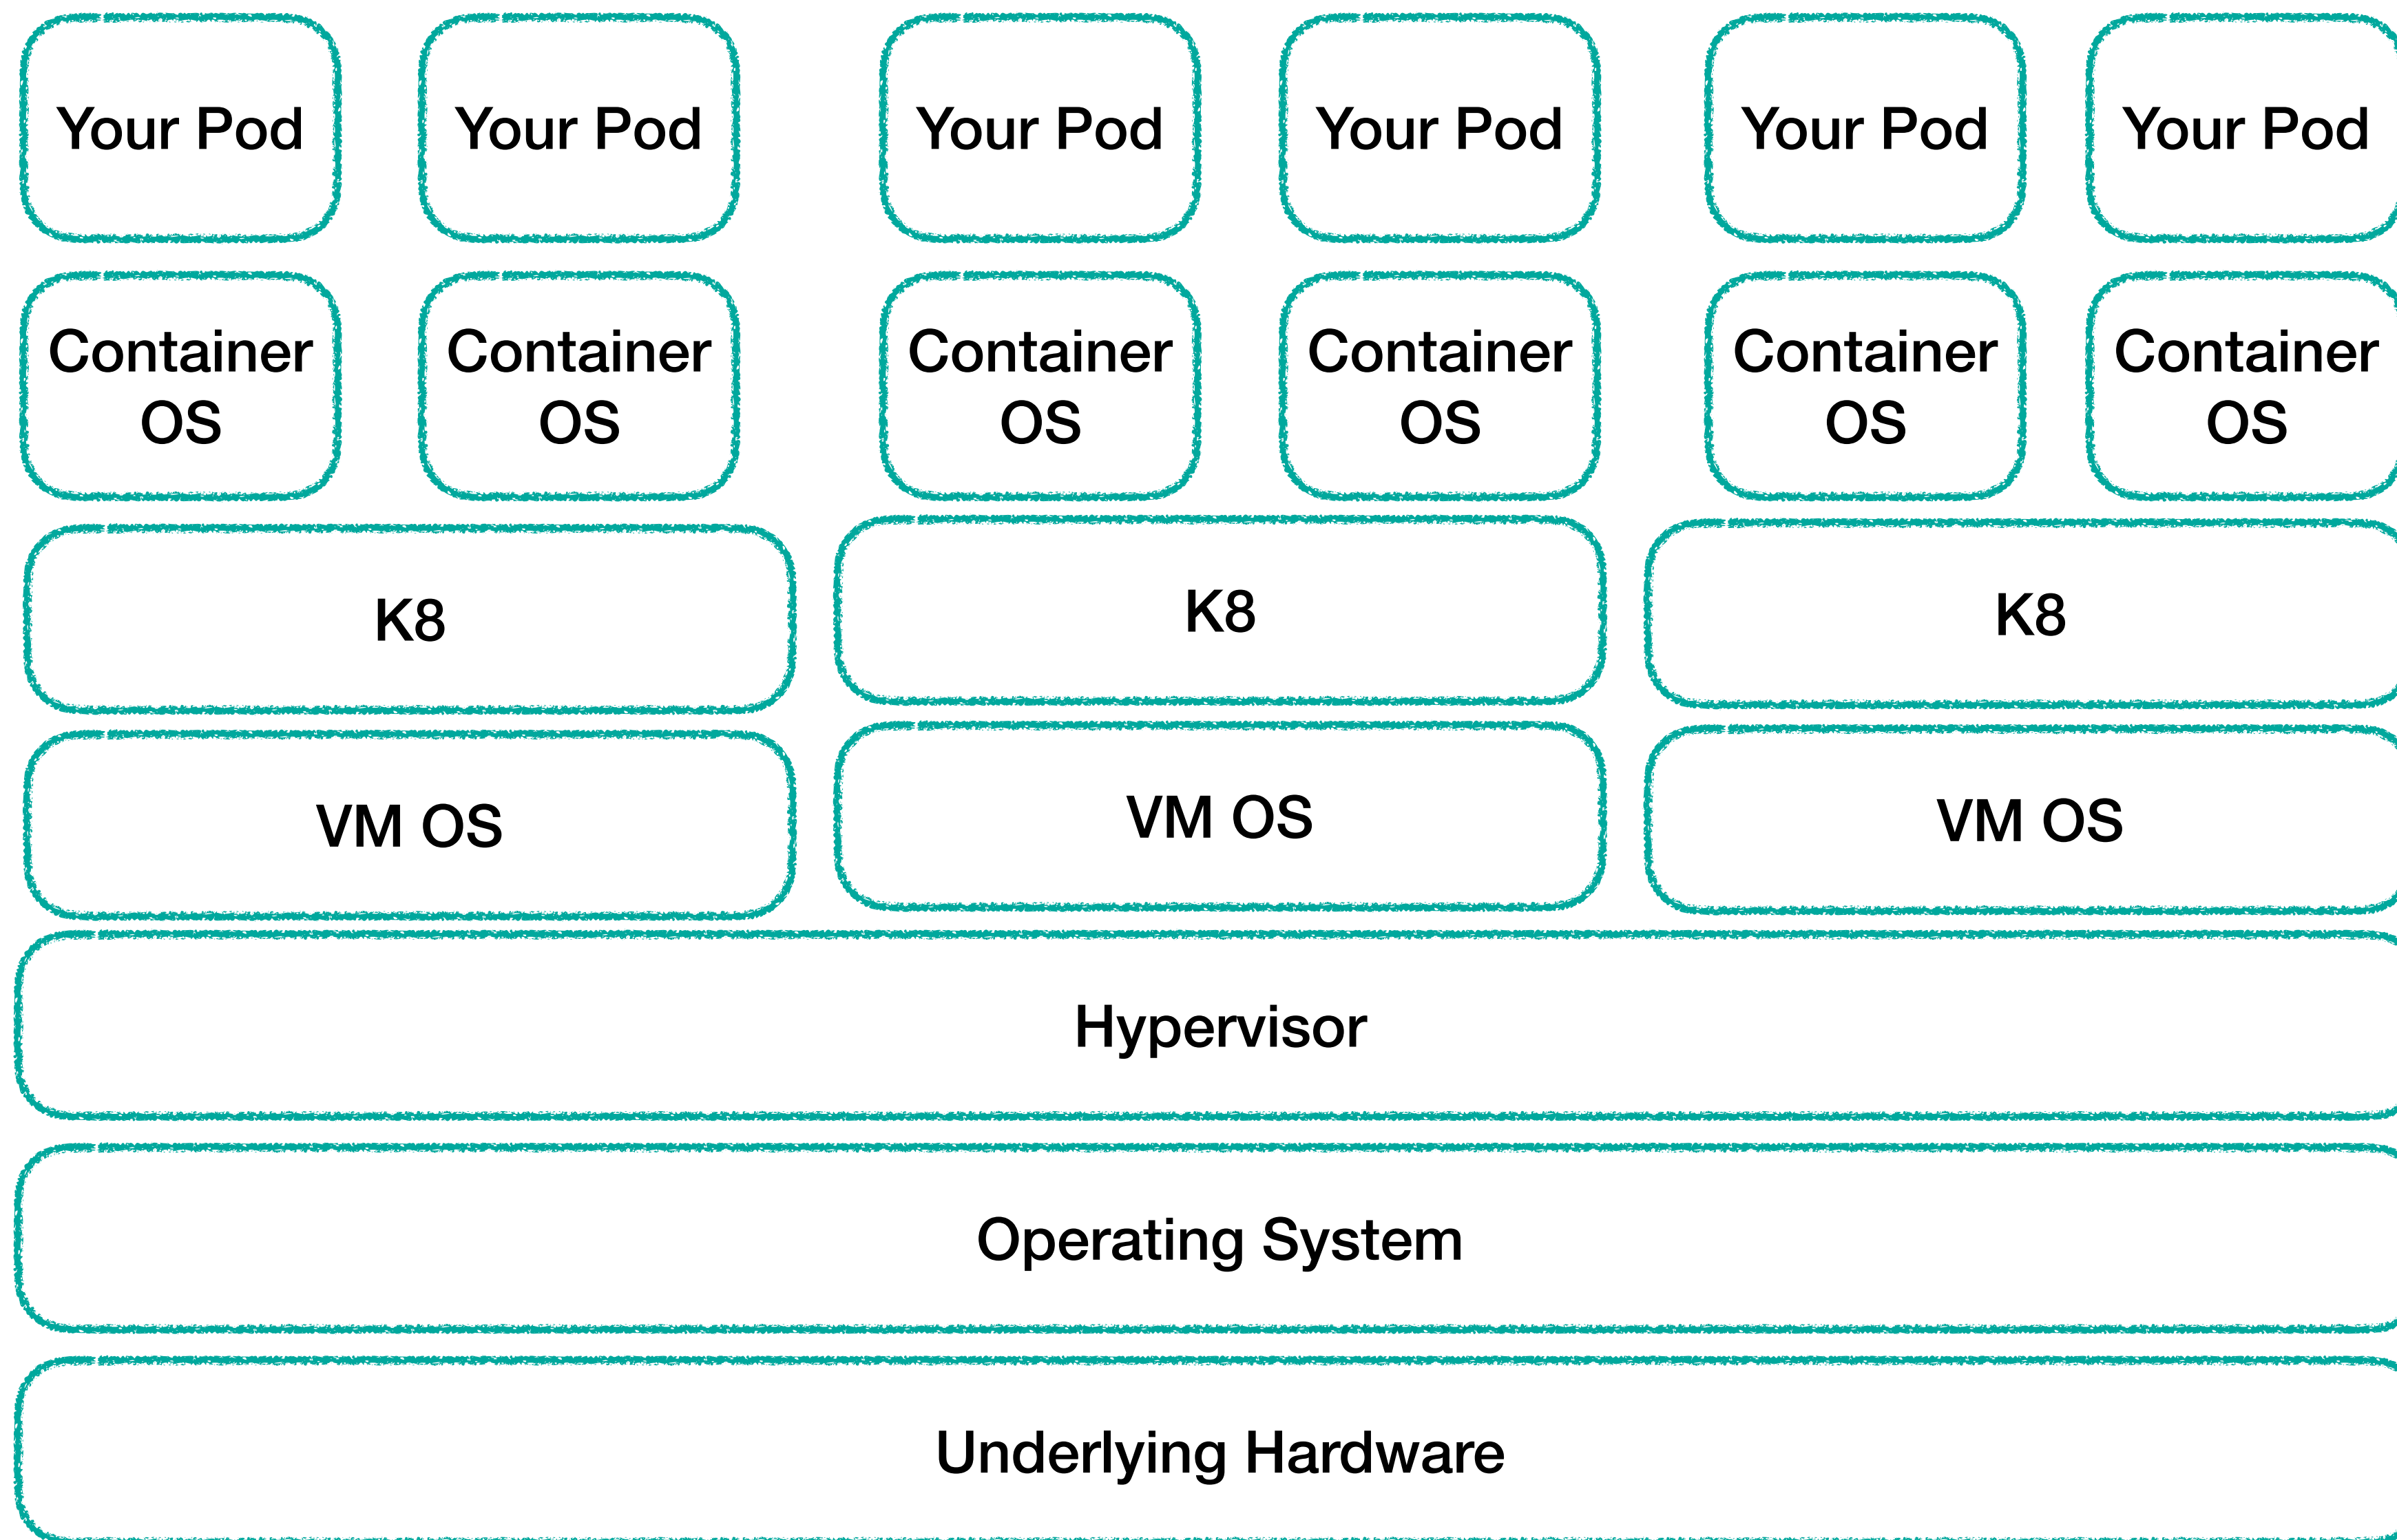 Your Pod
Your Pod
Your Pod
Your Pod
Your Pod
Your Pod
Container
OS
Container
OS
Container
OS
Container
OS
Container
OS
Container
OS
K8
K8
K8
VM OS
VM OS
VM OS
Hypervisor
Operating System
Underlying Hardware